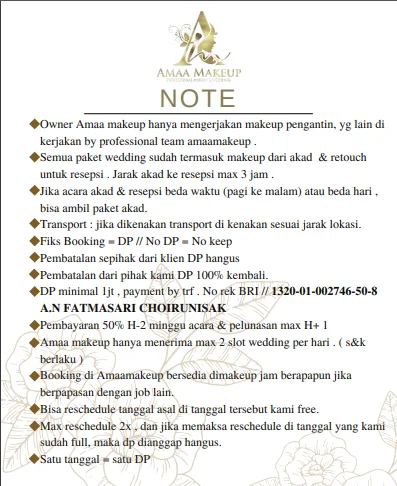 AMAA MAKEUP
NOTE
◆Owner Amaa makeup hanya mengerjakan makeup pengantin, yg lain di
kerjakan by professional team amaamakeup .
◆Semua paket wedding sudah termasuk makeup dari akad & retouch
untuk resepsi . Jarak akad ke resepsi max 3 jam .
◆Jika acara akad & resepsi beda waktu (pagi ke malam) atau beda hari ,
bisa ambil paket akad.
◆Transport : jika dikenakan transport di kenakan sesuai jarak lokasi.
◆Fiks Booking = DP // No DP = No keep
◆Pembatalan sepihak dari klien DP hangus
◆Pembatalan dari pihak kami DP 100% kembali.
◆DP minimal 1jt , payment by trf . No rek BRI // 1320-01-002746-50-8
A.N FATMASARI CHOIRUNISAK
◆Pembayaran 50% H-2 minggu acara & pelunasan max H+ 1
◆Amaa makeup hanya menerima max 2 slot wedding per hari . ( s&k
berlaku )
◆Booking di Amaamakeup bersedia dimakeup jam berapapun jika
berpapasan dengan job lain.
◆Bisa reschedule tanggal asal di tanggal tersebut kami free.
◆Max reschedule 2x , dan jika memaksa reschedule di tanggal yang kami
sudah full, maka dp dianggap hangus.
◆Satu tanggal = satu DP